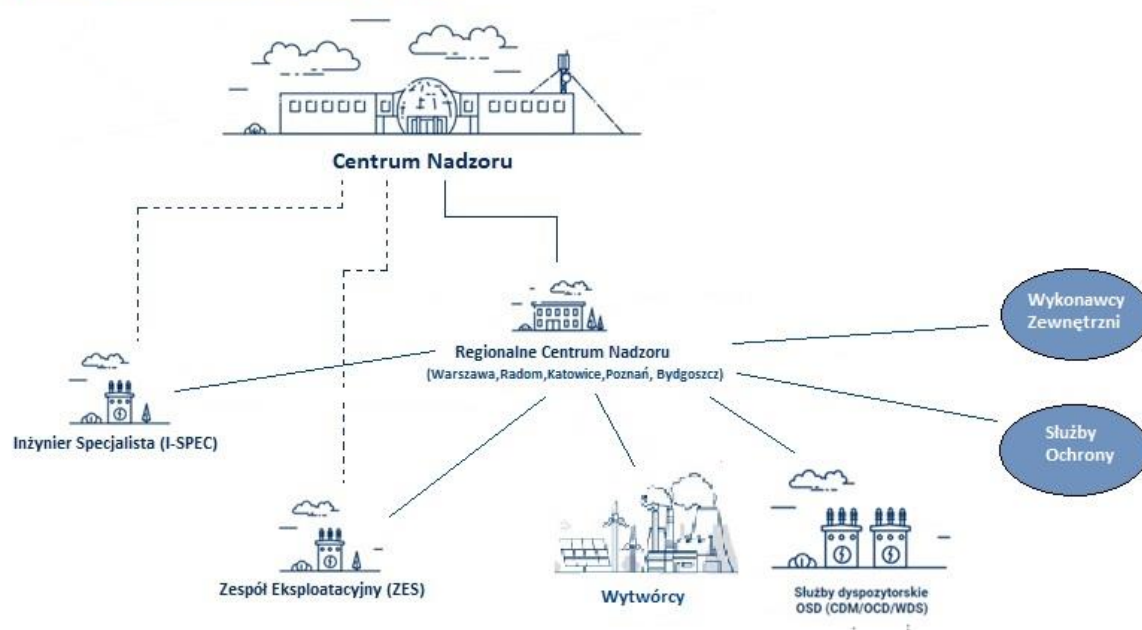 Centrum Nadzoru
Wykonawcy
Zewnętrzni
Regionalne Centrum Nadzoru
(Warszawa,Radom,Katowice,Poznań, Bydgoszcz)
Służby
Ochrony
Inżynier Specjalista (I-SPEC)
Zespół Eksploatacyjny (ZES)
Wytwórcy
Służby dyspozytorskie
OSD (CDM/OCD/WDS)